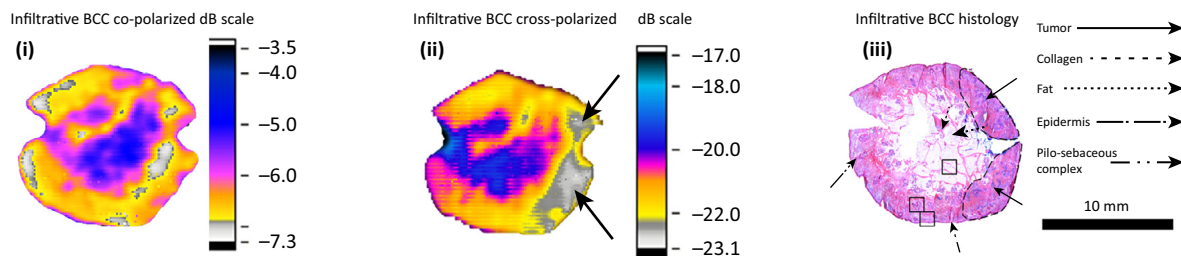 Infiltrative BCC co-polarized dB scale
(i)
–3.5
–4.0
–5.0
–6.0
–7.3
Infiltrative BCC cross-polarized dB scale
(ii)
–17.0
–18.0
–20.0
–22.0
–23.1
Infiltrative BCC histology
(iii)
Tumor
Collagen
Fat
Epidermis
Pilo-sebaceous
complex
10 mm